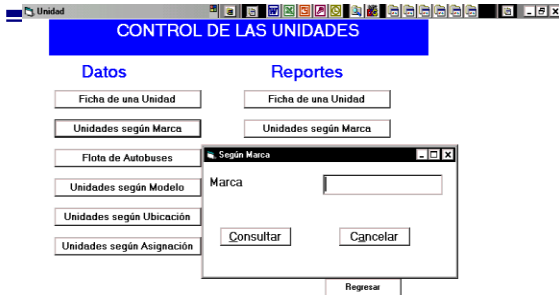 Unidad
CONTROL DE LAS UNIDADES
Datos Reportes
Ficha de una Unidad Ficha de una Unidad
Unidades según Marca Unidades según Marca
Flota de Autobuses
Según Marca
Unidades según Modelo
Marca
Unidades según Ubicación
Consultar Cancelar
Unidades según Asignación
Regresar